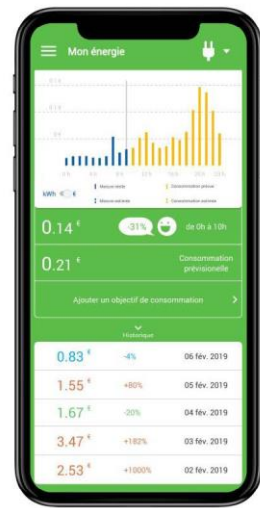 Mon énergie
kWh €
Mesure réelle
Consommation prévue
Mesure estimée
Consommation estimée
0.14 €
-31%
de 0h à 10h
0.21 €
Consommation
prévisionelle
Ajouter un objectif de consommation >
Historique
0.83 € -4% 06 fév. 2019
1.55 € +80% 05 fév. 2019
1.67 € -20% 04 fév. 2019
3.47 € +182% 03 fév. 2019
2.53 € +1000% 02 fév. 2019